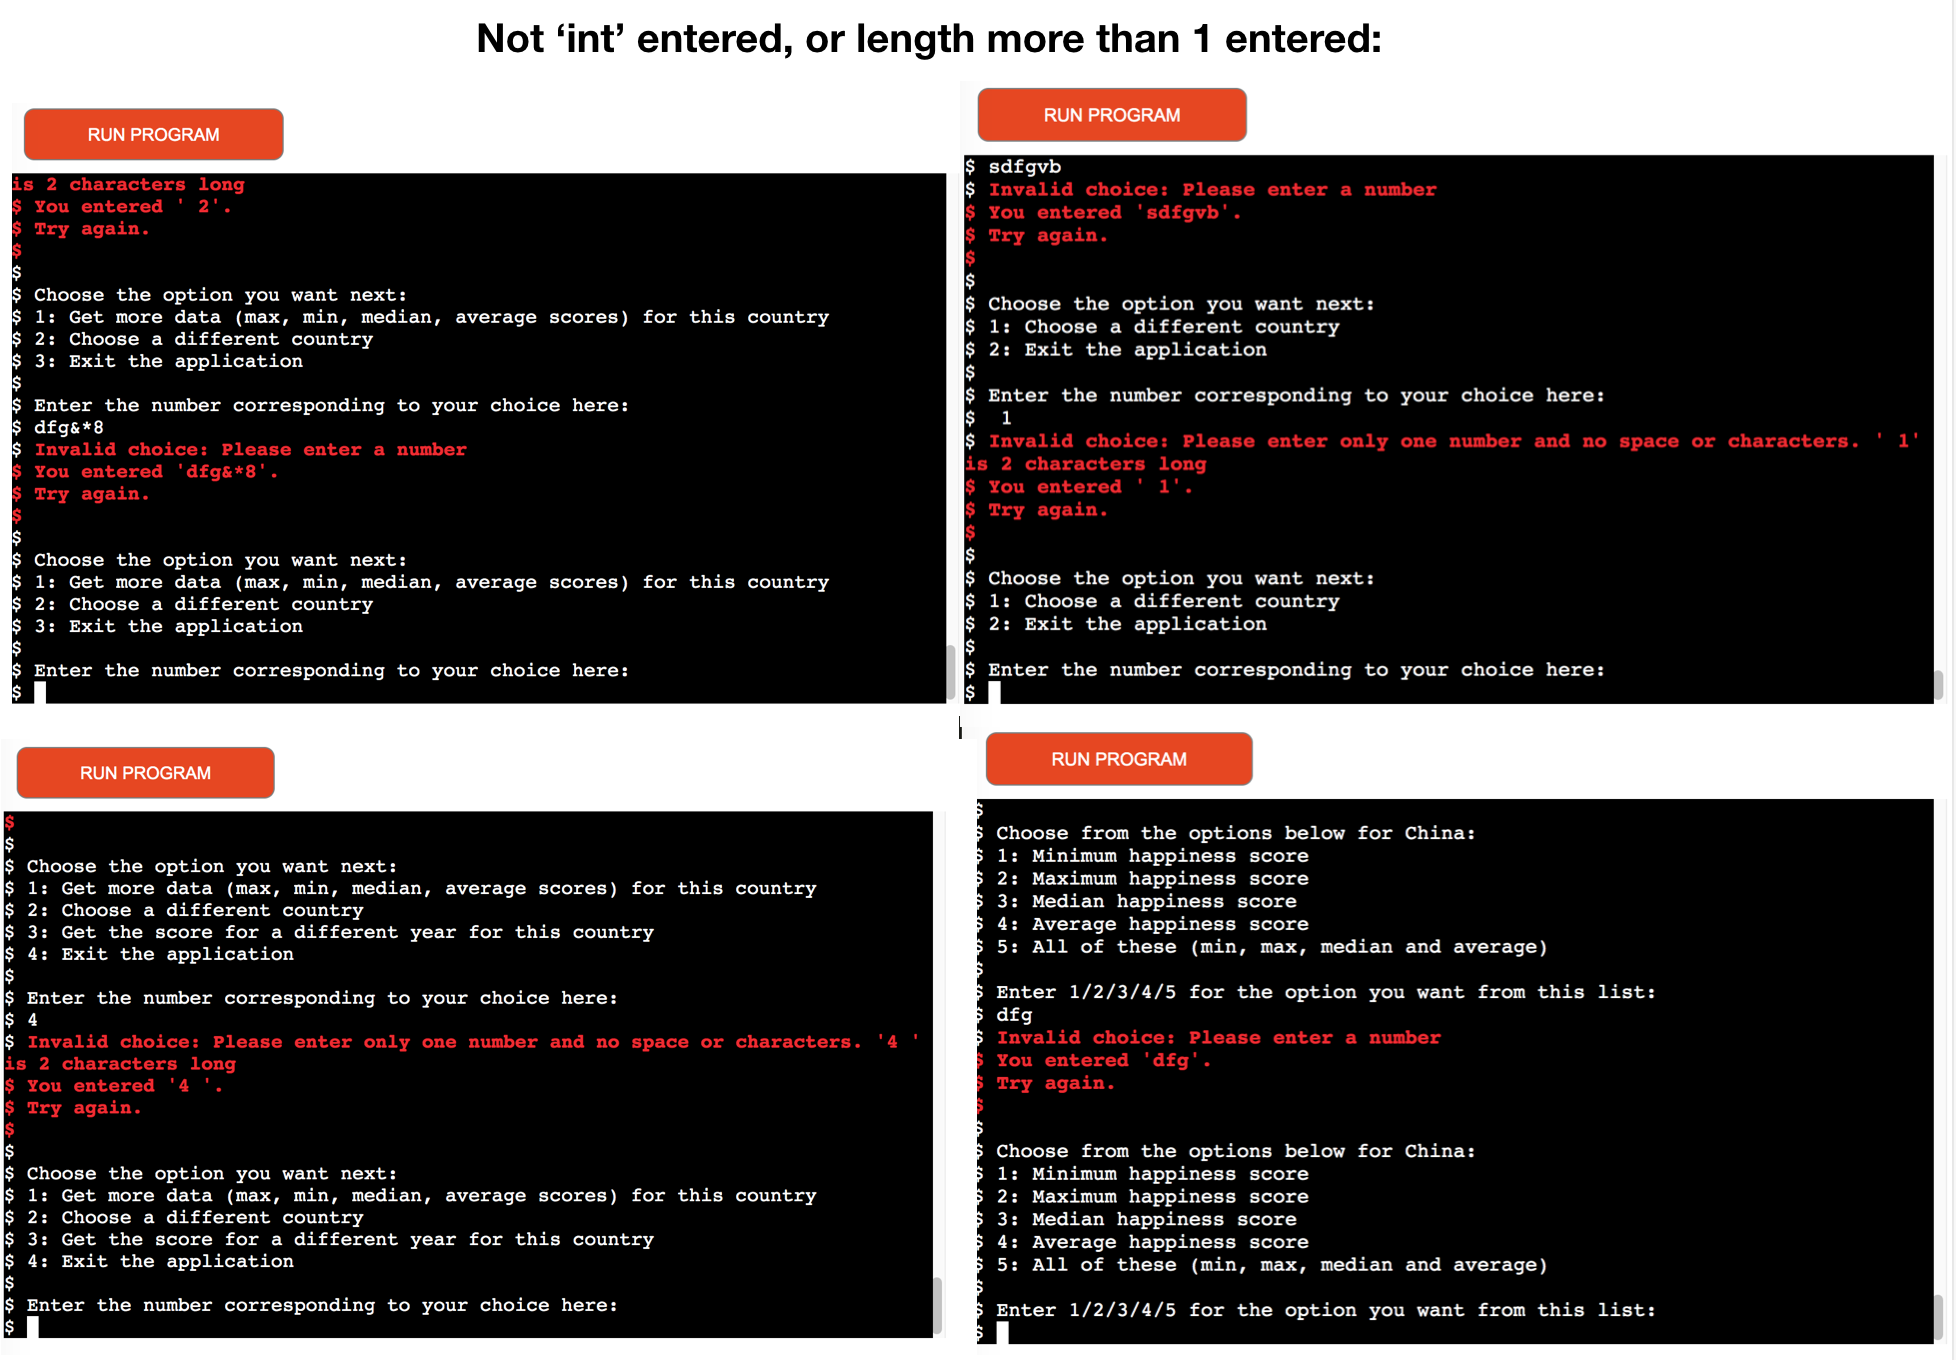 Not ‘int’ entered, or length more than 1 entered:
RUN PROGRAM
is 2 characters long
$ You entered ' 2'.
$ Try again.
$
$
$ Choose the option you want next:
$ 1: Get more data (max, min, median, average scores) for this country
$ 2: Choose a different country
$ 3: Exit the application
$
$ Enter the number corresponding to your choice here:
$ dfg&*8
$ Invalid choice: Please enter a number
$ You entered 'dfg&*8'.
$ Try again.
$
$
$ Choose the option you want next:
$ 1: Get more data (max, min, median, average scores) for this country
$ 2: Choose a different country
$ 3: Exit the application
$
$ Enter the number corresponding to your choice here:
$
RUN PROGRAM
$ sdfgvb
$ Invalid choice: Please enter a number
$ You entered 'sdfgvb'.
$ Try again.
$
$
$ Choose the option you want next:
$ 1: Choose a different country
$ 2: Exit the application
$
$ Enter the number corresponding to your choice here:
$  1
$ Invalid choice: Please enter only one number and no space or characters. ' 1'
is 2 characters long
$ You entered ' 1'.
$ Try again.
$
$
$ Choose the option you want next:
$ 1: Choose a different country
$ 2: Exit the application
$
$ Enter the number corresponding to your choice here:
$
RUN PROGRAM
$
$
$ Choose the option you want next:
$ 1: Get more data (max, min, median, average scores) for this country
$ 2: Choose a different country
$ 3: Get the score for a different year for this country
$ 4: Exit the application
$
$ Enter the number corresponding to your choice here:
$ 4
$ Invalid choice: Please enter only one number and no space or characters. '4 '
is 2 characters long
$ You entered '4 '.
$ Try again.
$
$
$ Choose the option you want next:
$ 1: Get more data (max, min, median, average scores) for this country
$ 2: Choose a different country
$ 3: Get the score for a different year for this country
$ 4: Exit the application
$
$ Enter the number corresponding to your choice here:
$
RUN PROGRAM
$
$ Choose from the options below for China:
$ 1: Minimum happiness score
$ 2: Maximum happiness score
$ 3: Median happiness score
$ 4: Average happiness score
$ 5: All of these (min, max, median and average)
$
$ Enter 1/2/3/4/5 for the option you want from this list:
$ dfg
$ Invalid choice: Please enter a number
$ You entered 'dfg'.
$ Try again.
$
$
$ Choose from the options below for China:
$ 1: Minimum happiness score
$ 2: Maximum happiness score
$ 3: Median happiness score
$ 4: Average happiness score
$ 5: All of these (min, max, median and average)
$
$ Enter 1/2/3/4/5 for the option you want from this list:
$